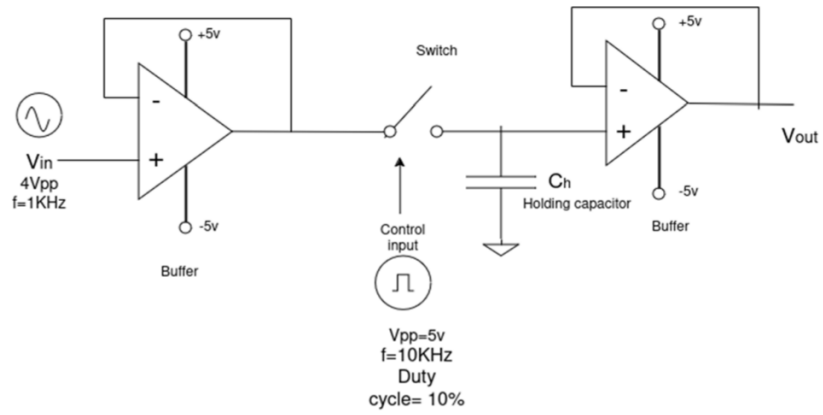 +5v
-
+
Vin
4Vpp
f=1KHz
-5v
Buffer
Switch
Control
input
Vpp=5v
f=10KHz
Duty
cycle= 10%
Ch
Holding capacitor
+5v
-
+
-5v
Buffer
Vout